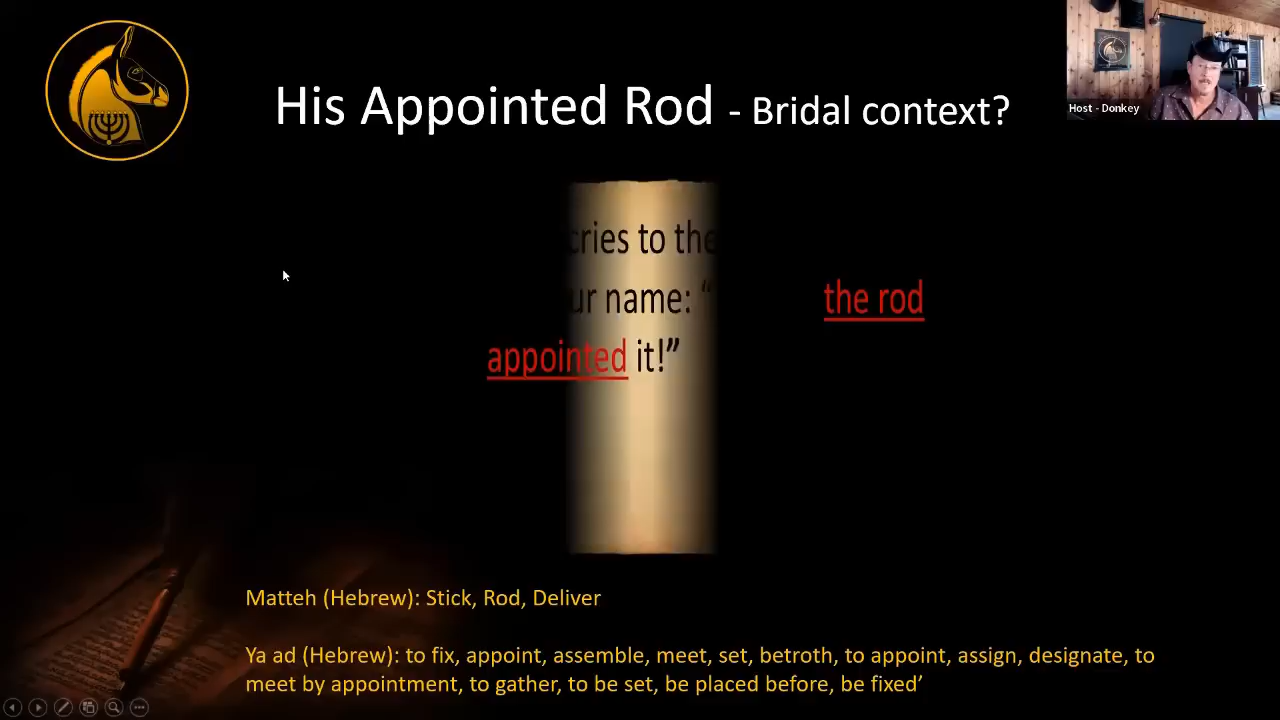 His Appointed Rod - Bridal context?
Host - Donkey
cries to the
ur name: “ the rod
appointed it!”
Matteh (Hebrew): Stick, Rod, Deliver
Ya ad (Hebrew): to fix, appoint, assemble, meet, set, betroth, to appoint, assign, designate, to
meet by appointment, to gather, to be set, be placed before, be fixed’